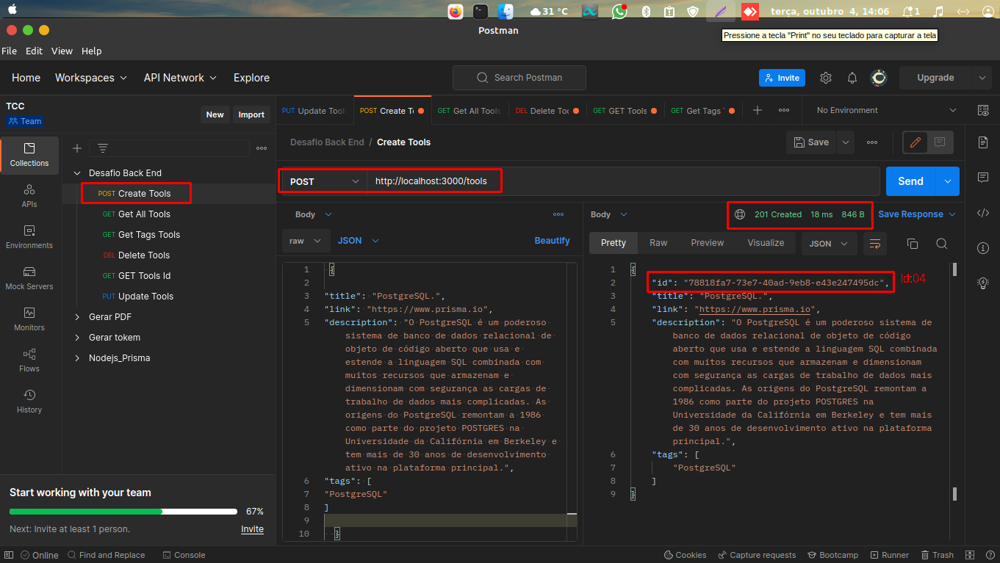 31 °C
terça, outubro 4, 14:06
1
Postman
Pressione a tecla "Print" no seu teclado para capturar a tela
File Edit View Help
Home Workspaces API Network Explore
Search Postman
Invite
Upgrade
TCC
Team
New Import
PUT Update Tool
POST Create T
GET Get All Tools
DEL Delete Too
GET GET Tools
GET Get Tags
No Environment
Collections
APIs
Environments
Mock Servers
Monitors
Flows
History
Desafio Back End
POST Create Tools
GET Get All Tools
GET Get Tags Tools
DEL Delete Tools
GET GET Tools Id
PUT Update Tools
Gerar PDF
Gerar tokem
Nodejs_Prisma
Start working with your team
67%
Next: Invite at least 1 person. Invite
Desafio Back End / Create Tools
Save
POST http://localhost:3000/tools
Send
Body
raw JSON Beautify
1 {
2
3 "title": "PostgreSQL.",
4 "link": "https://www.prisma.io",
5 "description": "O PostgreSQL é um poderoso
sistema de banco de dados relacional de
objeto de código aberto que usa e
estende a linguagem SQL combinada com
muitos recursos que armazenam e
dimensionam com segurança as cargas de
trabalho de dados mais complicadas. As
origens do PostgreSQL remontam a 1986
como parte do projeto POSTGRES na
Universidade da Califórnia em Berkeley e
tem mais de 30 anos de desenvolvimento
ativo na plataforma principal.",
6 "tags": [
7 "PostgreSQL"
8 ]
9
10 }
Body
201 Created 18 ms 846 B
Save Response
Pretty Raw Preview Visualize JSON
1 {
2 "id": "78818fa7-73e7-40ad-9eb8-e43e247495dc",
Id:04
3 "title": "PostgreSQL.",
4 "link": "https://www.prisma.io",
5 "description": "O PostgreSQL é um poderoso sistema de
banco de dados relacional de objeto de código
aberto que usa e estende a linguagem SQL combinada
com muitos recursos que armazenam e dimensionam
com segurança as cargas de trabalho de dados mais
complicadas. As origens do PostgreSQL remontam a
1986 como parte do projeto POSTGRES na
Universidade da Califórnia em Berkeley e tem mais
de 30 anos de desenvolvimento ativo na plataforma
principal.",
6 "tags": [
7 "PostgreSQL"
8 ]
9 }
Online Find and Replace Console
Cookies Capture requests Bootcamp Runner Trash